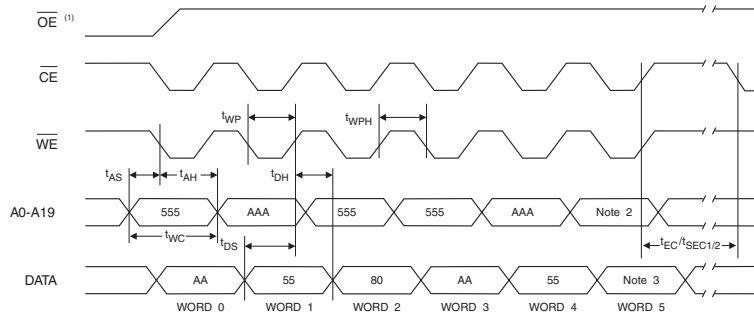 OE (1)
CE
tWP tWPH
WE
tAS tAH tDH
A0-A19 555 AAA 555 555 AAA Note 2
tWC tDS tEC/tSEC1/2
DATA AA 55 80 AA 55 Note 3
WORD 0 WORD 1 WORD 2 WORD 3 WORD 4 WORD 5